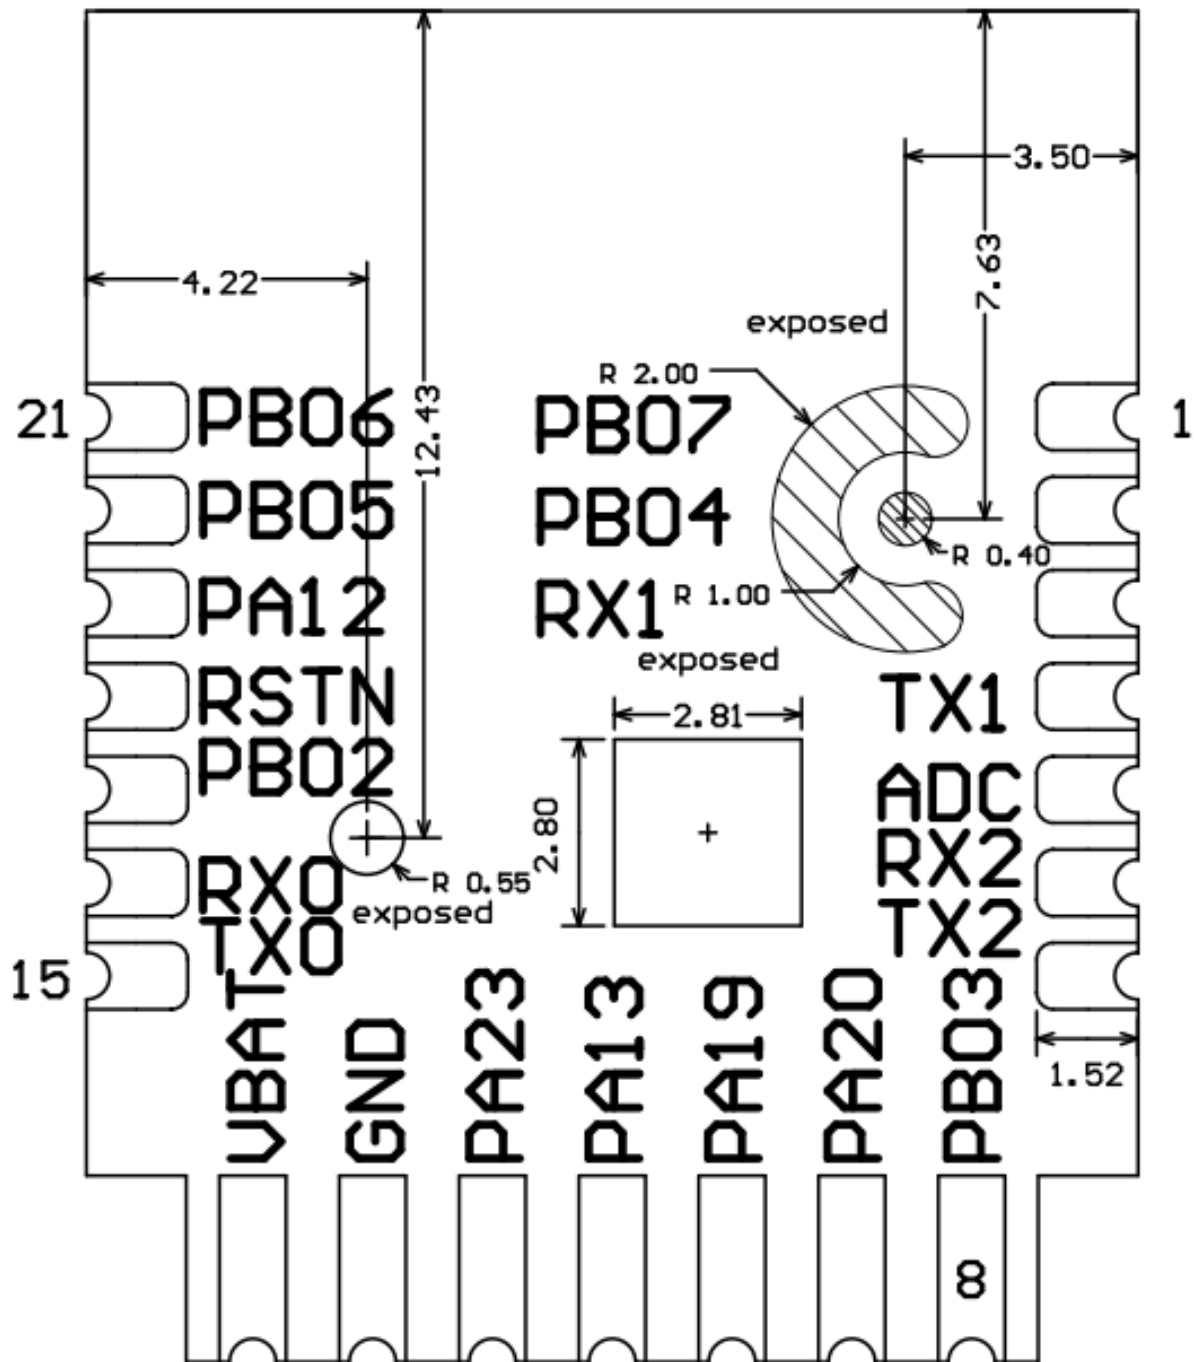 3.50
7.63
4.22
exposed
R 2.00
12.43
21
PB06
PB07
1
PB05
PB04
R 0.40
PA12
RX1
R 1.00
exposed
RSTN
2.81
TX1
PB02
ADC
2.80
RX0
R 0.55
RX2
exposed
TX0
TX2
15
1.52
VBAT
GND
PA23
PA13
PA19
PA20
PB03
8